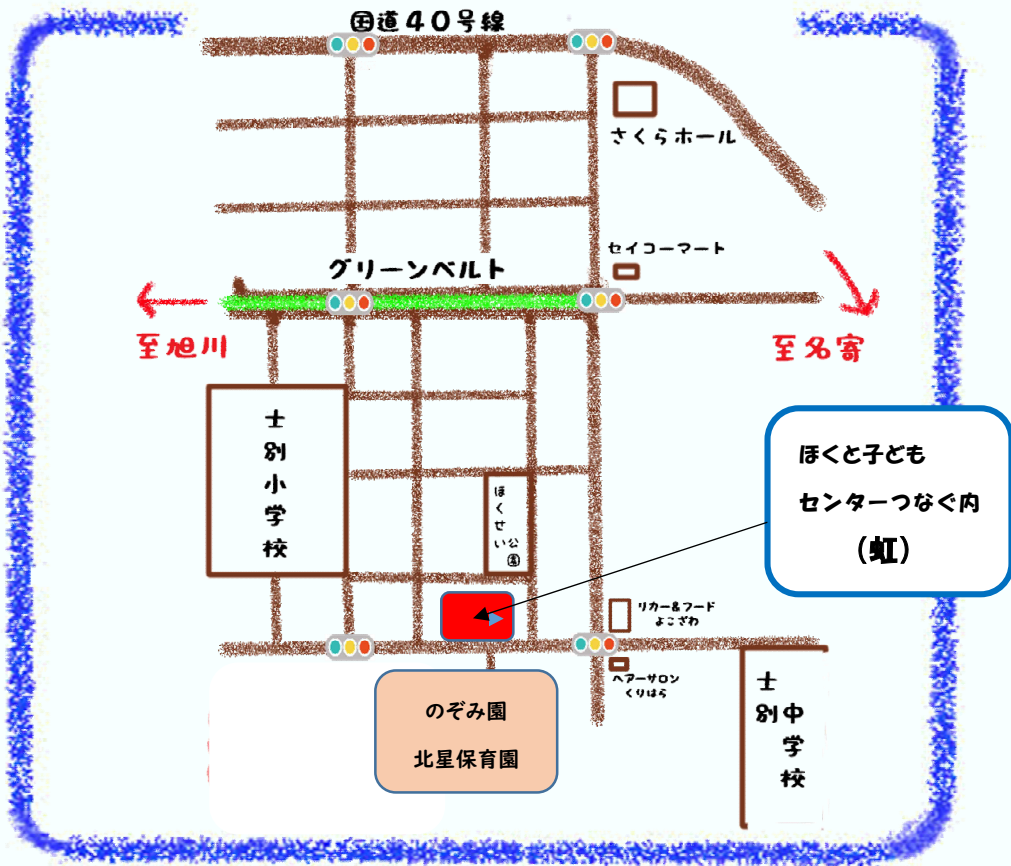 国道40号線
さくらホール
セイコーマート
グリーンベルト
至旭川
至名寄
士別小学校
ほくせい公園
ほくと子ども
センターつなぐ内
(虹)
リカー&フード
よこざわ
ヘアーサロン
くりはら
のぞみ園
北星保育園
士別中学校